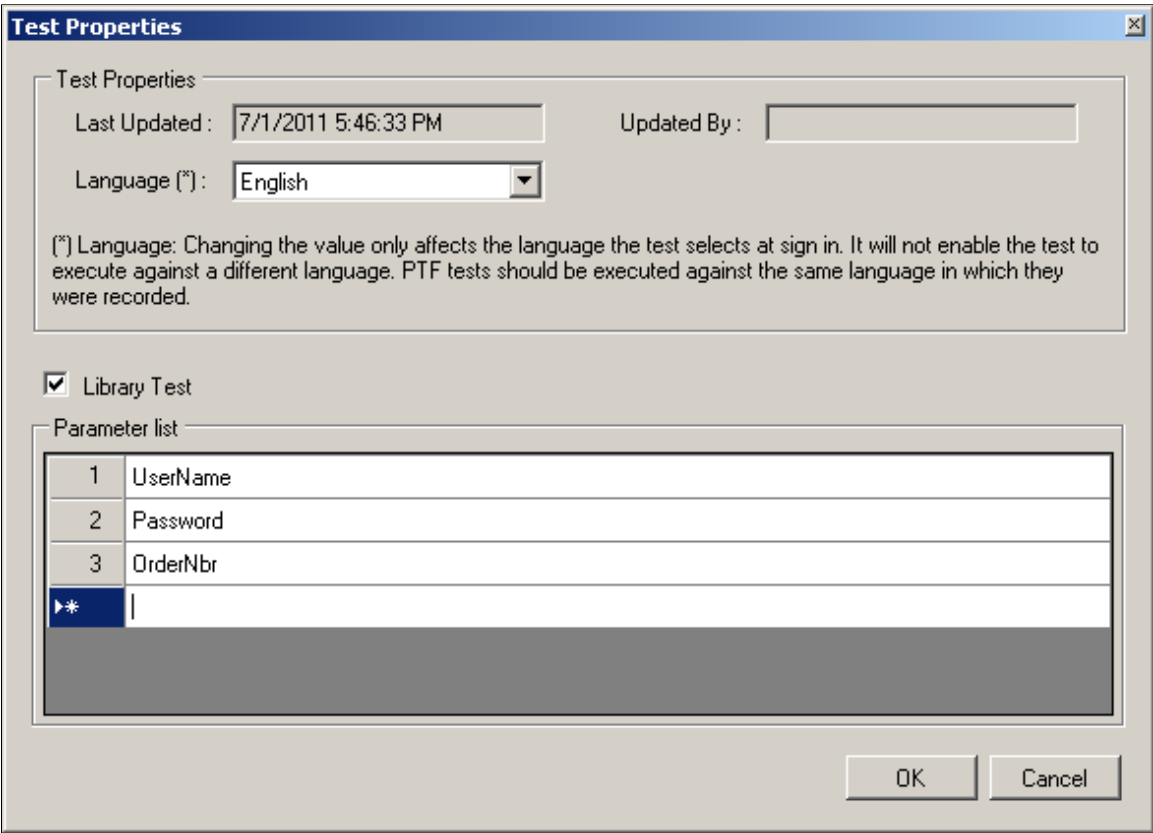 Test Properties
Test Properties
Last Updated : 7/1/2011 5:46:33 PM Updated By :
Language (*) : English
(*) Language: Changing the value only affects the language the test selects at sign in. It will not enable the test to
execute against a different language. PTF tests should be executed against the same language in which they
were recorded.
Library Test
Parameter list
1 UserName
2 Password
3 OrderNbr
OK Cancel